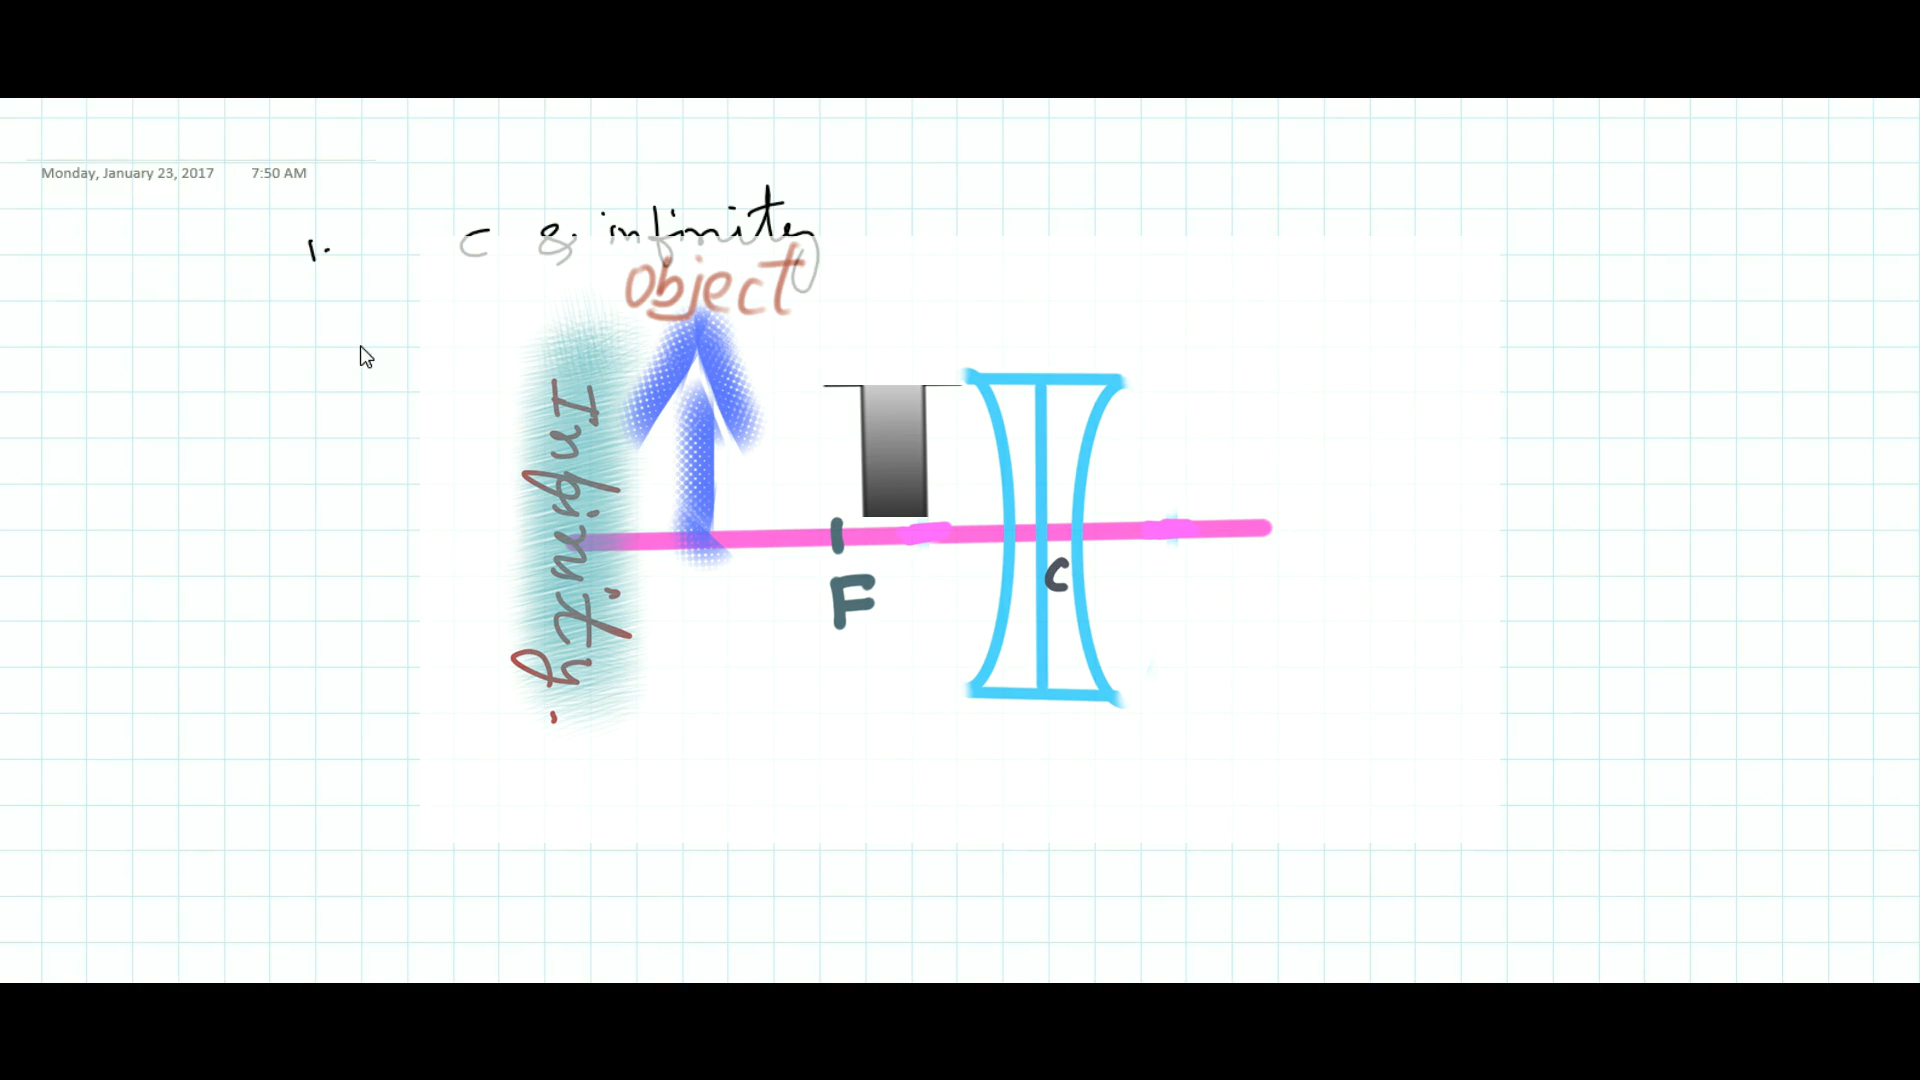 Monday, January 23, 2017 7:50 AM
1. C & infinity
object
Infinity.
F
C